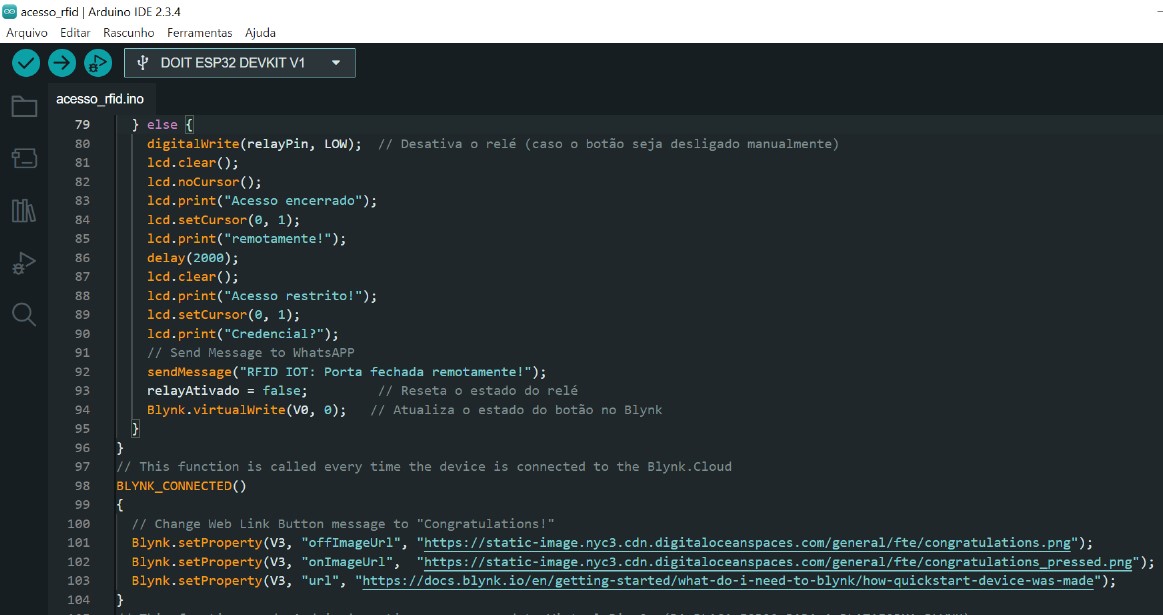 acesso_rfid | Arduino IDE 2.3.4
Arquivo Editar Rascunho Ferramentas Ajuda
DOIT ESP32 DEVKIT V1
acesso_rfid.ino
79 } else {
80 digitalWrite(relayPin, LOW); // Desativa o relé (caso o botão seja desligado manualmente)
81 lcd.clear();
82 lcd.noCursor();
83 lcd.print("Acesso encerrado");
84 lcd.setCursor(0, 1);
85 lcd.print("remotamente!");
86 delay(2000);
87 lcd.clear();
88 lcd.print("Acesso restrito!");
89 lcd.setCursor(0, 1);
90 lcd.print("Credencial?");
91 // Send Message to WhatsAPP
92 sendMessage("RFID IOT: Porta fechada remotamente!");
93 relayAtivado = false; // Reseta o estado do relé
94 Blynk.virtualWrite(V0, 0); // Atualiza o estado do botão no Blynk
95 }
96 }
97 // This function is called every time the device is connected to the Blynk.Cloud
98 BLYNK_CONNECTED()
99 {
100 // Change Web Link Button message to "Congratulations!"
101 Blynk.setProperty(V3, "offImageUrl", "https://static-image.nyc3.cdn.digitaloceanspaces.com/general/fte/congratulations.png");
102 Blynk.setProperty(V3, "onImageUrl", "https://static-image.nyc3.cdn.digitaloceanspaces.com/general/fte/congratulations_pressed.png");
103 Blynk.setProperty(V3, "url", "https://docs.blynk.io/en/getting-started/what-do-i-need-to-blynk/how-quickstart-device-was-made");
104 }